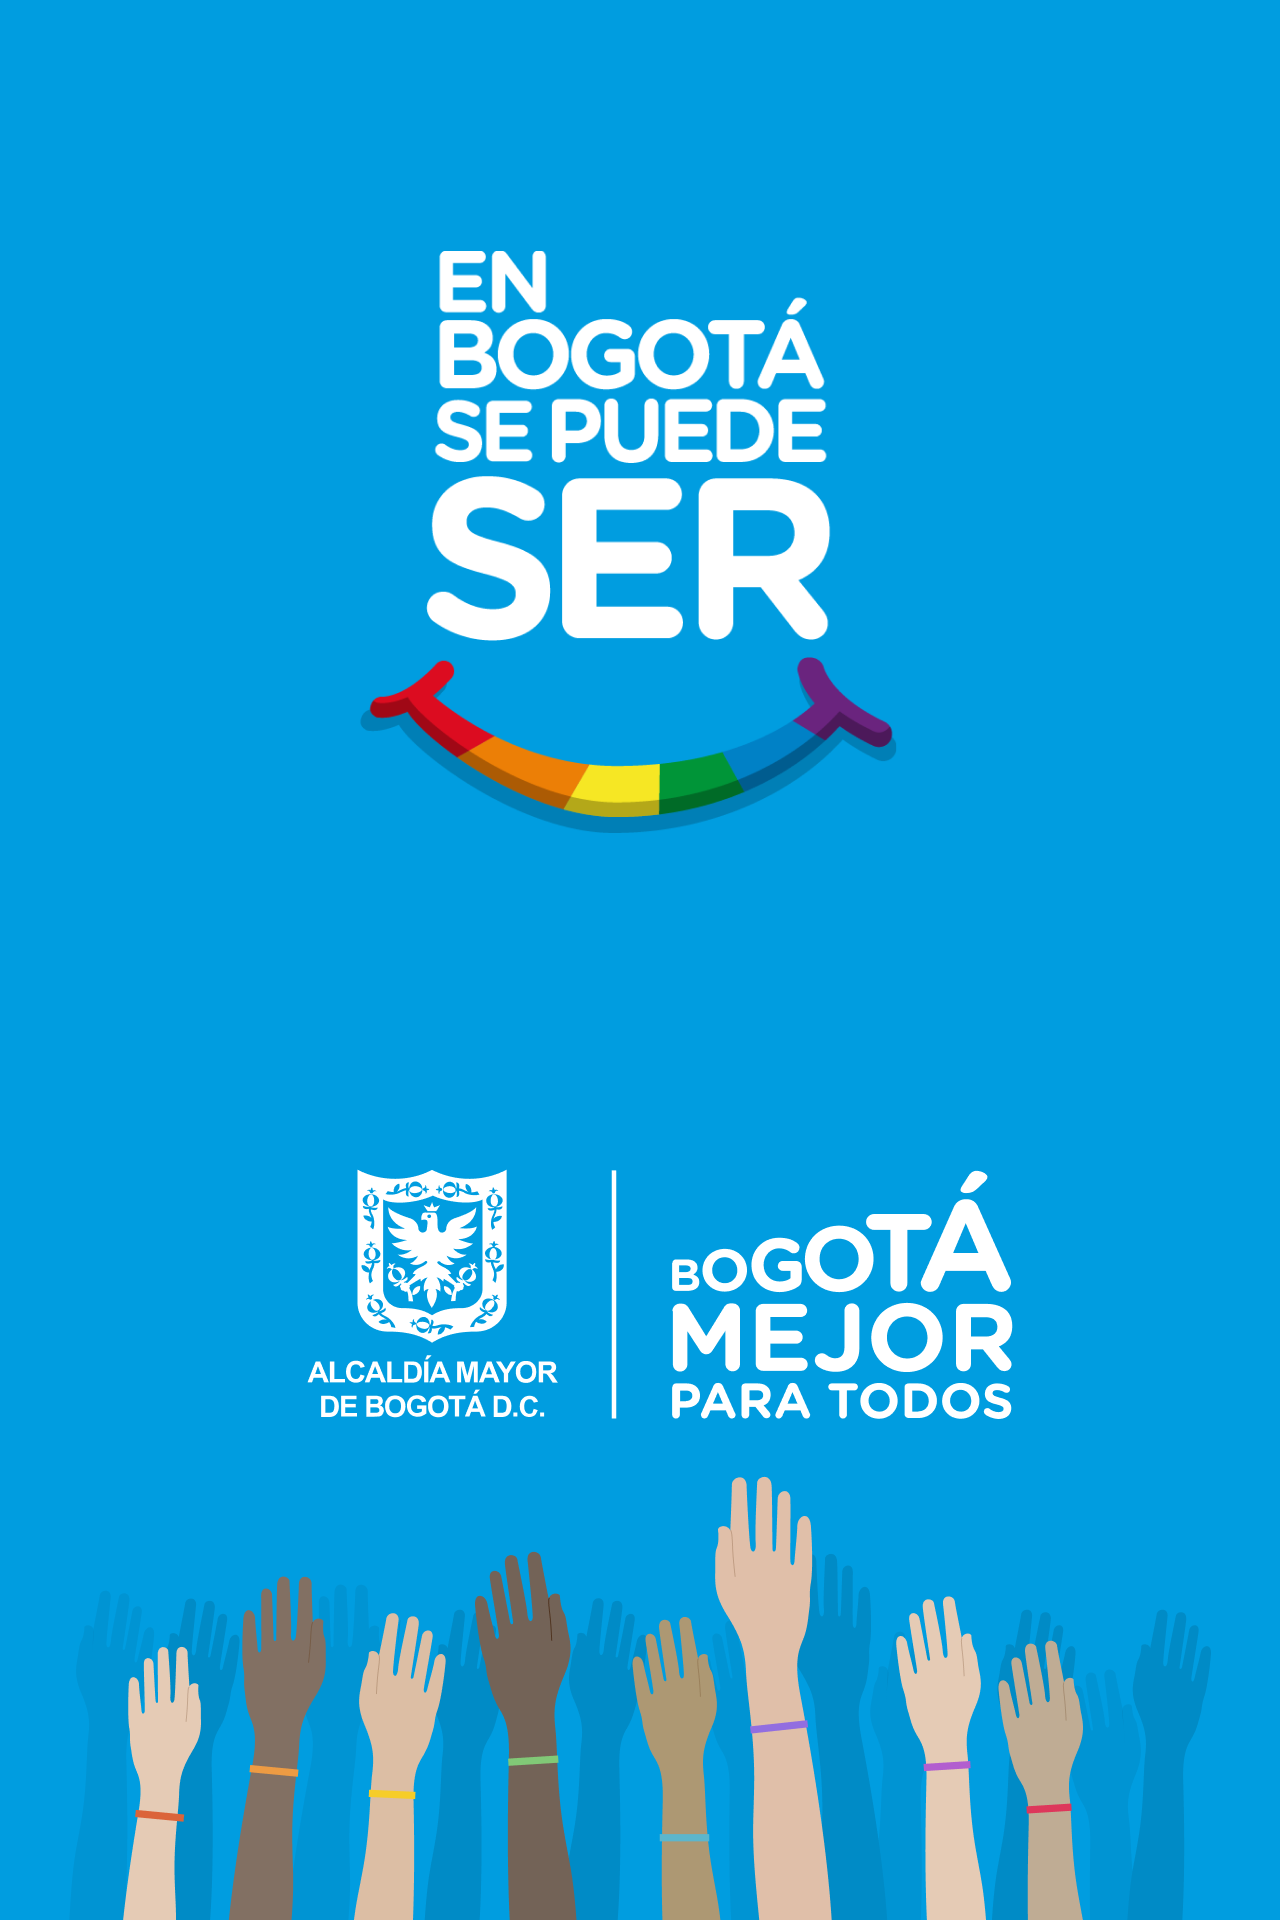 EN
BOGOTÁ
SE PUEDE
SER
ALCALDÍA MAYOR
DE BOGOTÁ D.C.
BOGOTÁ
MEJOR
PARA TODOS